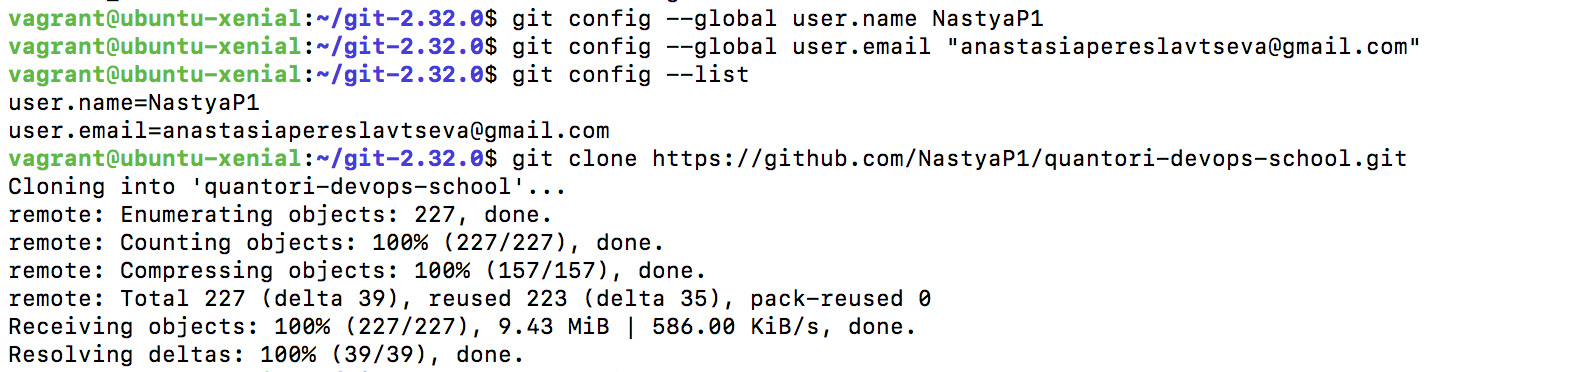 vagrant@ubuntu-xenial:~/git-2.32.0$ git config --global user.name NastyaP1
vagrant@ubuntu-xenial:~/git-2.32.0$ git config --global user.email "anastasiapereslavtseva@gmail.com"
vagrant@ubuntu-xenial:~/git-2.32.0$ git config --list
user.name=NastyaP1
user.email=anastasiapereslavtseva@gmail.com
vagrant@ubuntu-xenial:~/git-2.32.0$ git clone https://github.com/NastyaP1/quantori-devops-school.git
Cloning into 'quantori-devops-school'...
remote: Enumerating objects: 227, done.
remote: Counting objects: 100% (227/227), done.
remote: Compressing objects: 100% (157/157), done.
remote: Total 227 (delta 39), reused 223 (delta 35), pack-reused 0
Receiving objects: 100% (227/227), 9.43 MiB | 586.00 KiB/s, done.
Resolving deltas: 100% (39/39), done.